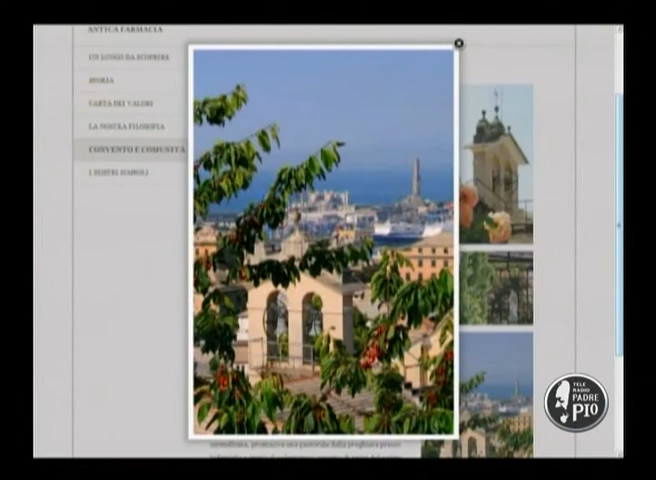 ANTICA FARMACIA
UN LUOGO DA SCOPRIRE
STORIA
CARTA DEI VALORI
LA NOSTRA FILOSOFIA
CONVENTO E COMUNITÀ
I NOSTRI SIMBOLI
TELE
RADIO
PADRE
PIO